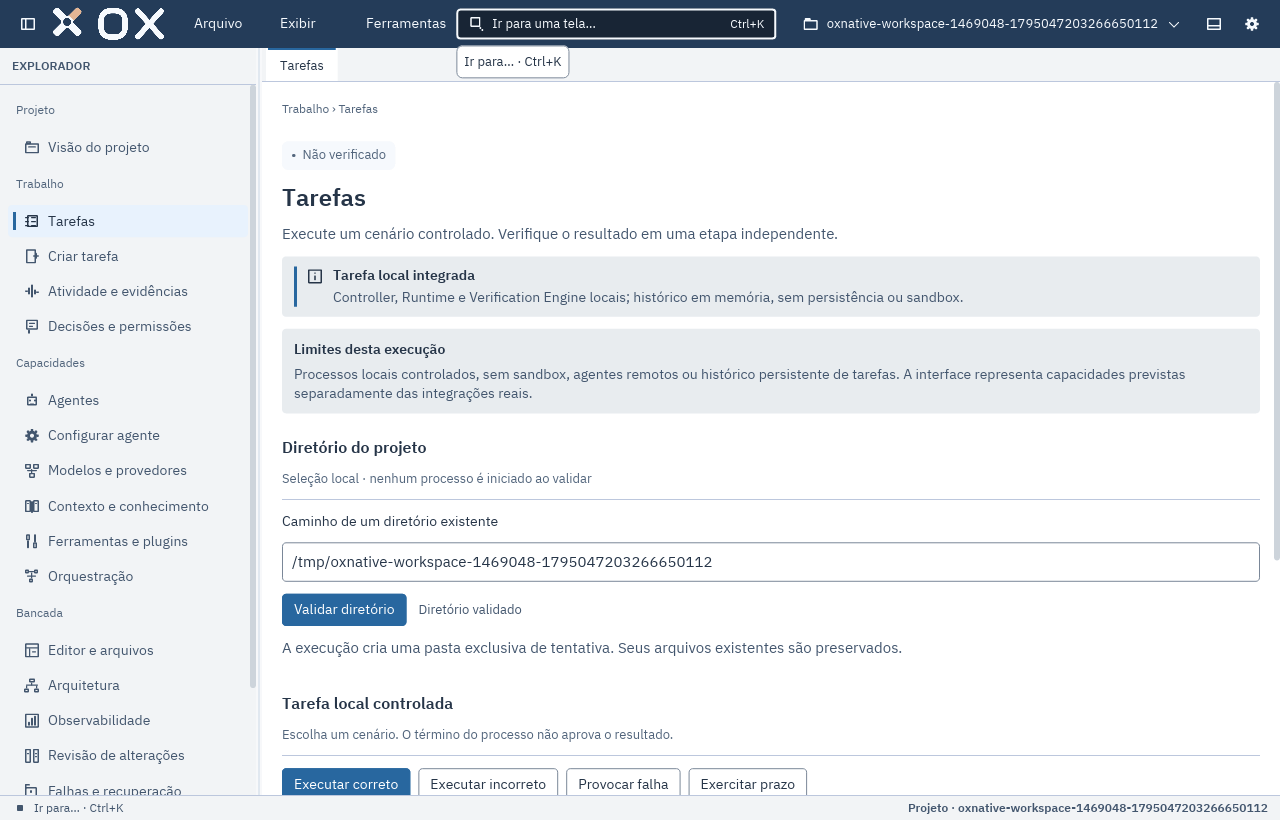 OX
Arquivo
Exibir
Ferramentas
Ir para uma tela...
Ctrl+K
oxnative-workspace-1469048-1795047203266650112
EXPLORADOR
Tarefas
Ir para... · Ctrl+K
Projeto
Visão do projeto
Trabalho
Tarefas
Criar tarefa
Atividade e evidências
Decisões e permissões
Capacidades
Agentes
Configurar agente
Modelos e provedores
Contexto e conhecimento
Ferramentas e plugins
Orquestração
Bancada
Editor e arquivos
Arquitetura
Observabilidade
Revisão de alterações
Falhas e recuperação
Trabalho › Tarefas
• Não verificado
Tarefas
Execute um cenário controlado. Verifique o resultado em uma etapa independente.
Tarefa local integrada
Controller, Runtime e Verification Engine locais; histórico em memória, sem persistência ou sandbox.
Limites desta execução
Processos locais controlados, sem sandbox, agentes remotos ou histórico persistente de tarefas. A interface representa capacidades previstas
separadamente das integrações reais.
Diretório do projeto
Seleção local · nenhum processo é iniciado ao validar
Caminho de um diretório existente
/tmp/oxnative-workspace-1469048-1795047203266650112
Validar diretório
Diretório validado
A execução cria uma pasta exclusiva de tentativa. Seus arquivos existentes são preservados.
Tarefa local controlada
Escolha um cenário. O término do processo não aprova o resultado.
Executar correto
Executar incorreto
Provocar falha
Exercitar prazo
Ir para... · Ctrl+K
Projeto · oxnative-workspace-1469048-1795047203266650112